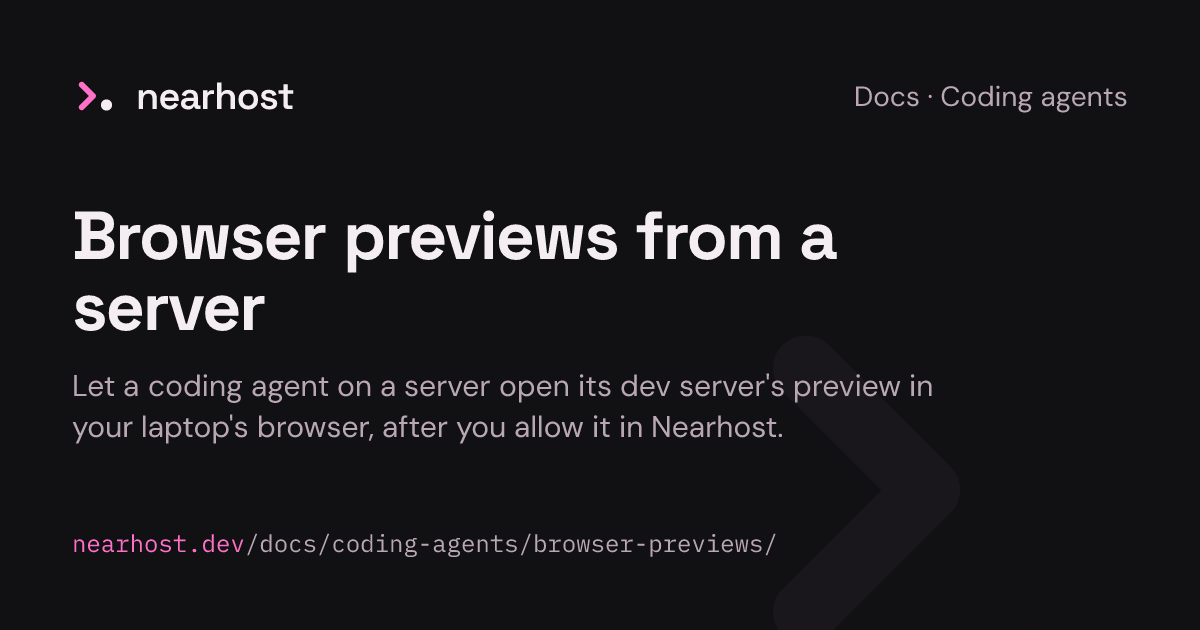 nearhost
Docs · Coding agents
Browser previews from a
server
Let a coding agent on a server open its dev server's preview in
your laptop's browser, after you allow it in Nearhost.
nearhost.dev/docs/coding-agents/browser-previews/